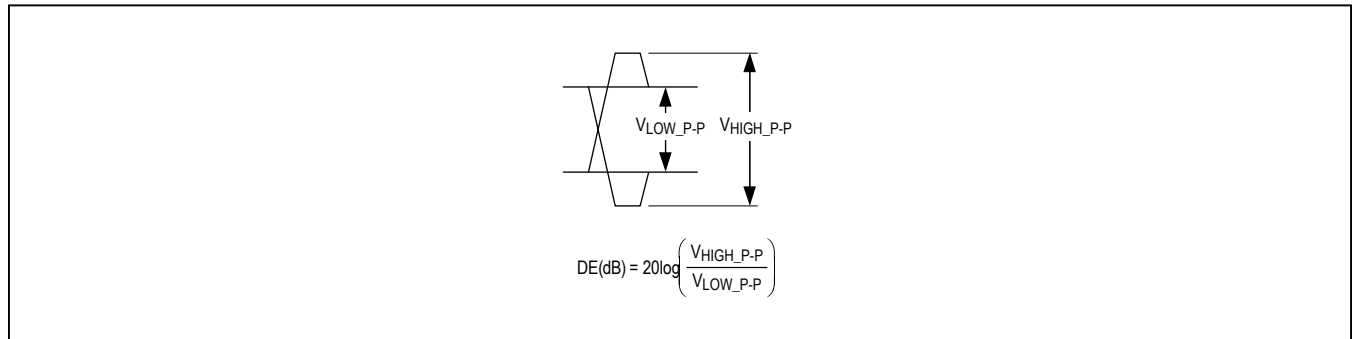 VLOW_P-P VHIGH_P-P
DE(dB) = 20log(VHIGH_P-P / VLOW_P-P)